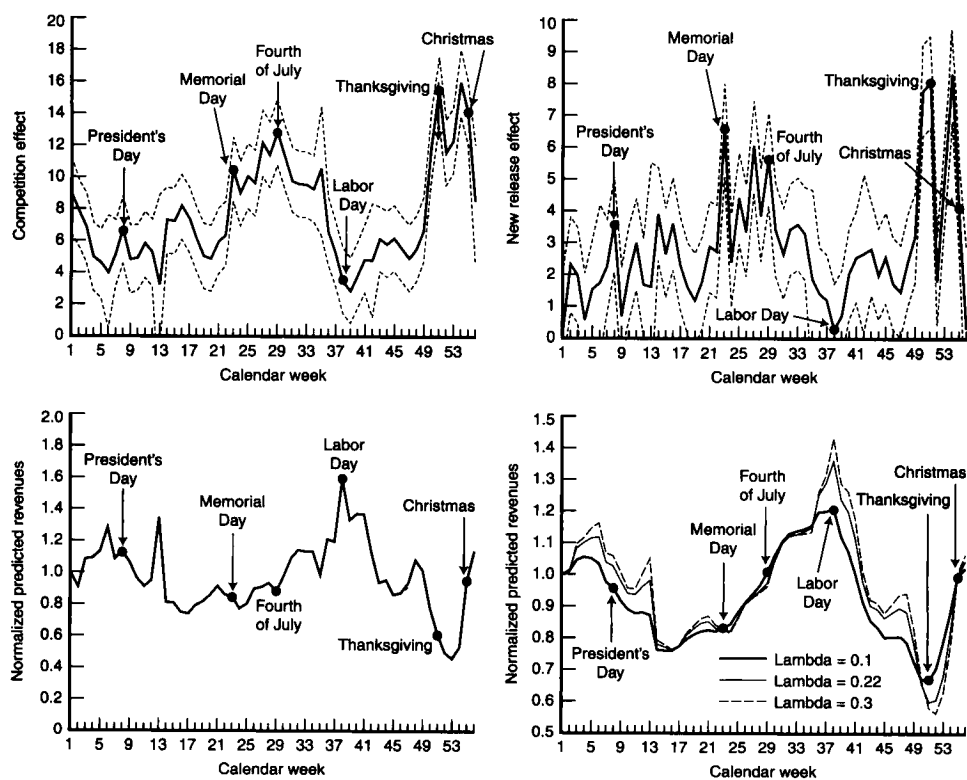 Competition effect
20
18
16
14
12
10
8
6
4
2
0
President's
Day
Memorial
Day
Fourth
of July
Labor
Day
Thanksgiving
Christmas
1 5 9 13 17 21 25 29 33 37 41 45 49 53
Calendar week
New release effect
10
9
8
7
6
5
4
3
2
1
0
President's
Day
Memorial
Day
Fourth
of July
Labor Day
Thanksgiving
Christmas
1 5 9 13 17 21 25 29 33 37 41 45 49 53
Calendar week
Normalized predicted revenues
2.0
1.8
1.6
1.4
1.2
1.0
0.8
0.6
0.4
0.2
0
President's
Day
Memorial
Day
Fourth
of July
Labor
Day
Thanksgiving
Christmas
1 5 9 13 17 21 25 29 33 37 41 45 49 53
Calendar week
Normalized predicted revenues
1.5
1.4
1.3
1.2
1.1
1.0
0.9
0.8
0.7
0.6
0.5
President's
Day
Memorial
Day
Fourth
of July
Labor
Day
Thanksgiving
Christmas
Lambda = 0.1
Lambda = 0.22
Lambda = 0.3
1 5 9 13 17 21 25 29 33 37 41 45 49 53
Calendar week